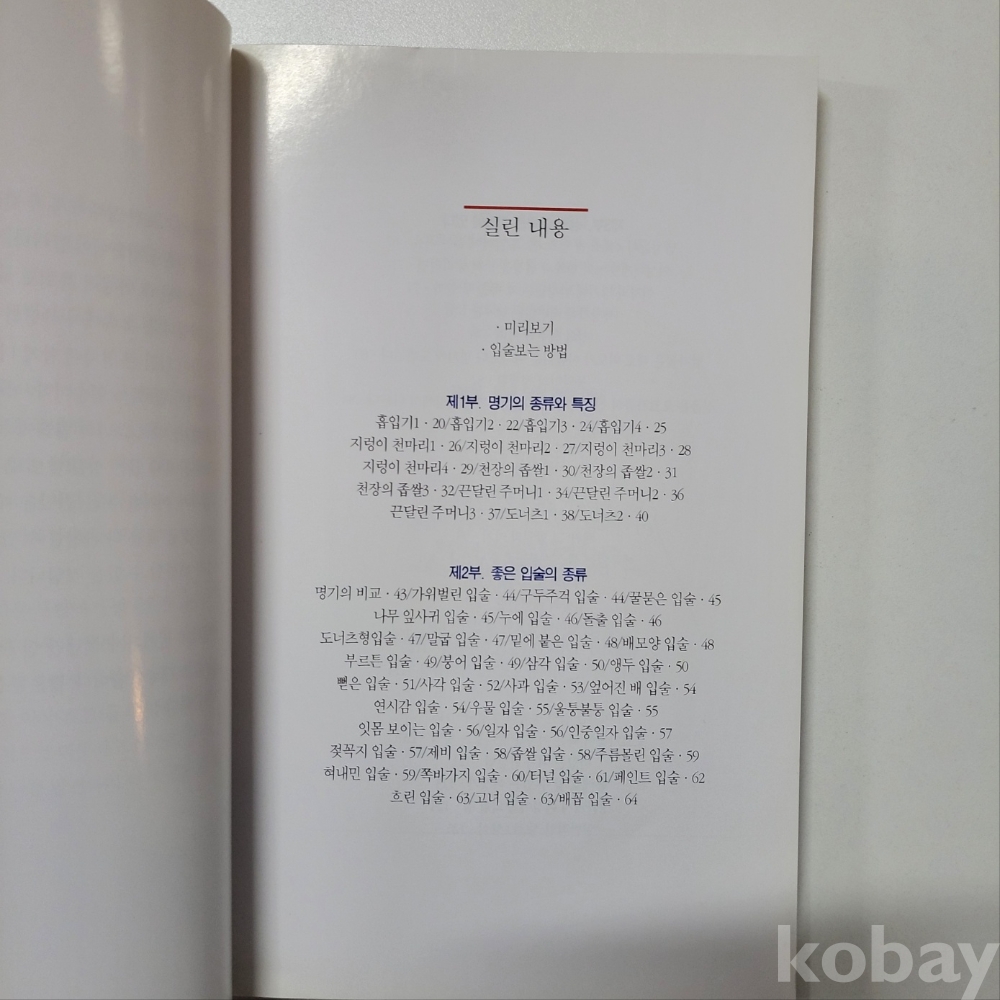 실린 내용
· 미리보기
· 입술보는 방법
제1부. 명기의 종류와 특징
흡입기1 · 20/흡입기2 · 22/흡입기3 · 24/흡입기4 · 25
지렁이 천마리1 · 26/지렁이 천마리2 · 27/지렁이 천마리3 · 28
지렁이 천마리4 · 29/천장의 좁쌀1 · 30/천장의 좁쌀2 · 31
천장의 좁쌀3 · 32/끈달린 주머니1 · 34/끈달린 주머니2 · 36
끈달린 주머니3 · 37/도너츠1 · 38/도너츠2 · 40
제2부. 좋은 입술의 종류
명기의 비교 · 43/가위벌린 입술 · 44/구두주걱 입술 · 44/꿀묻은 입술 · 45
나무 잎사귀 입술 · 45/누에 입술 · 46/돌출 입술 · 46
도너츠형입술 · 47/말굽 입술 · 47/밑에 붙은 입술 · 48/배모양 입술 · 48
부르튼 입술 · 49/붕어 입술 · 49/삼각 입술 · 50/앵두 입술 · 50
뻗은 입술 · 51/사각 입술 · 52/사과 입술 · 53/엎어진 배 입술 · 54
연시감 입술 · 54/우물 입술 · 55/울퉁불퉁 입술 · 55
잇몸 보이는 입술 · 56/일자 입술 · 56/인중일자 입술 · 57
젖꼭지 입술 · 57/제비 입술 · 58/좁쌀 입술 · 58/주름몰린 입술 · 59
혀내민 입술 · 59/쪽바가지 입술 · 60/터널 입술 · 61/페인트 입술 · 62
흐린 입술 · 63/고녀 입술 · 63/배꼽 입술 · 64
kobay